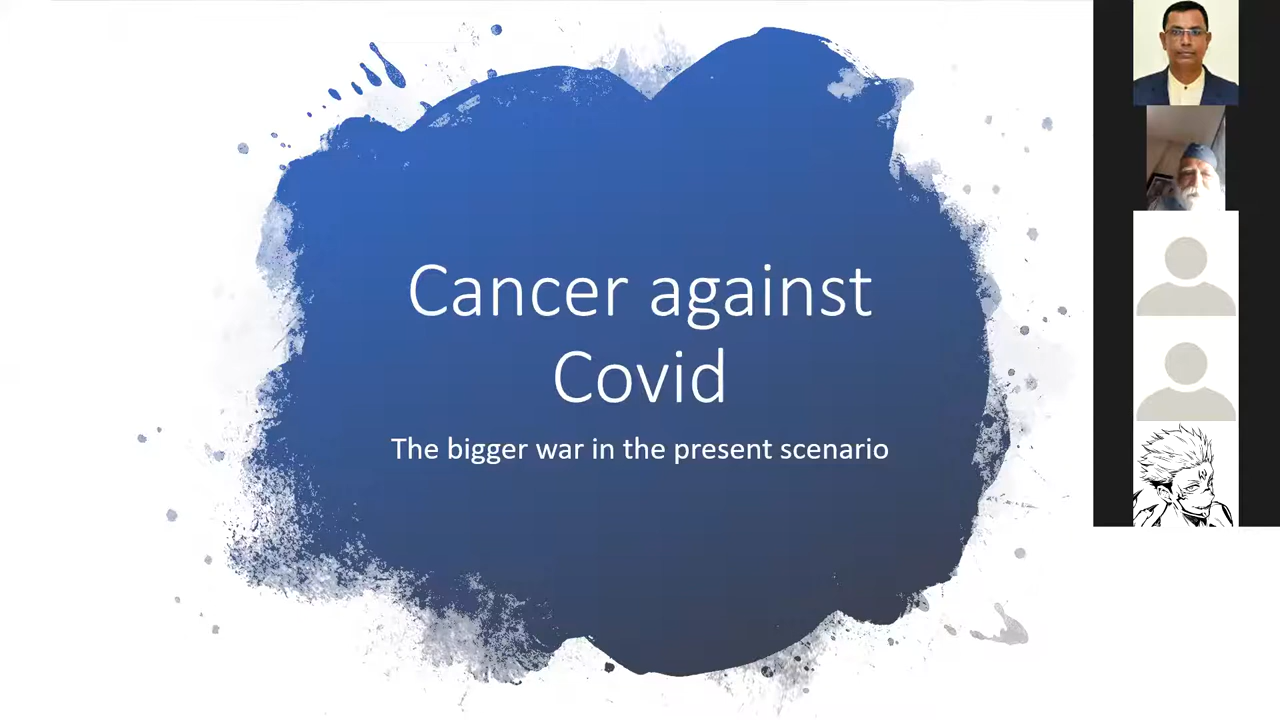 Cancer against
Covid
The bigger war in the present scenario